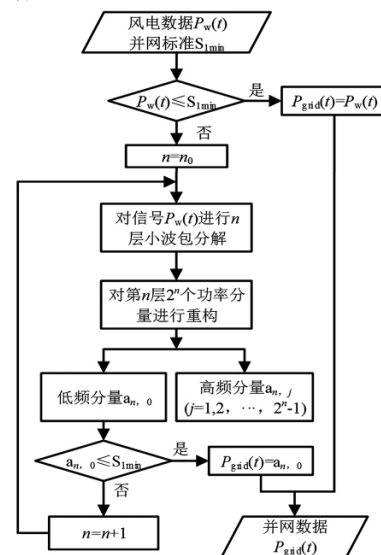 风电数据Pw(t)
并网标准S1min
Pw(t)≤S1min
是
Pgrid(t)=Pw(t)
否
n=n0
对信号Pw(t)进行n
层小波包分解
对第n层2ⁿ个功率分
量进行重构
低频分量an，0
高频分量an，j
(j=1,2，…，2ⁿ-1)
an，0≤S1min
是
Pgrid(t)=an，0
否
n=n+1
并网数据
Pgrid(t)